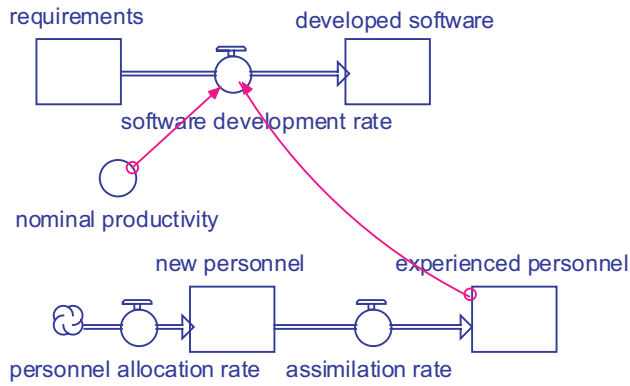 requirements
developed software
software development rate
nominal productivity
new personnel
experienced personnel
personnel allocation rate
assimilation rate